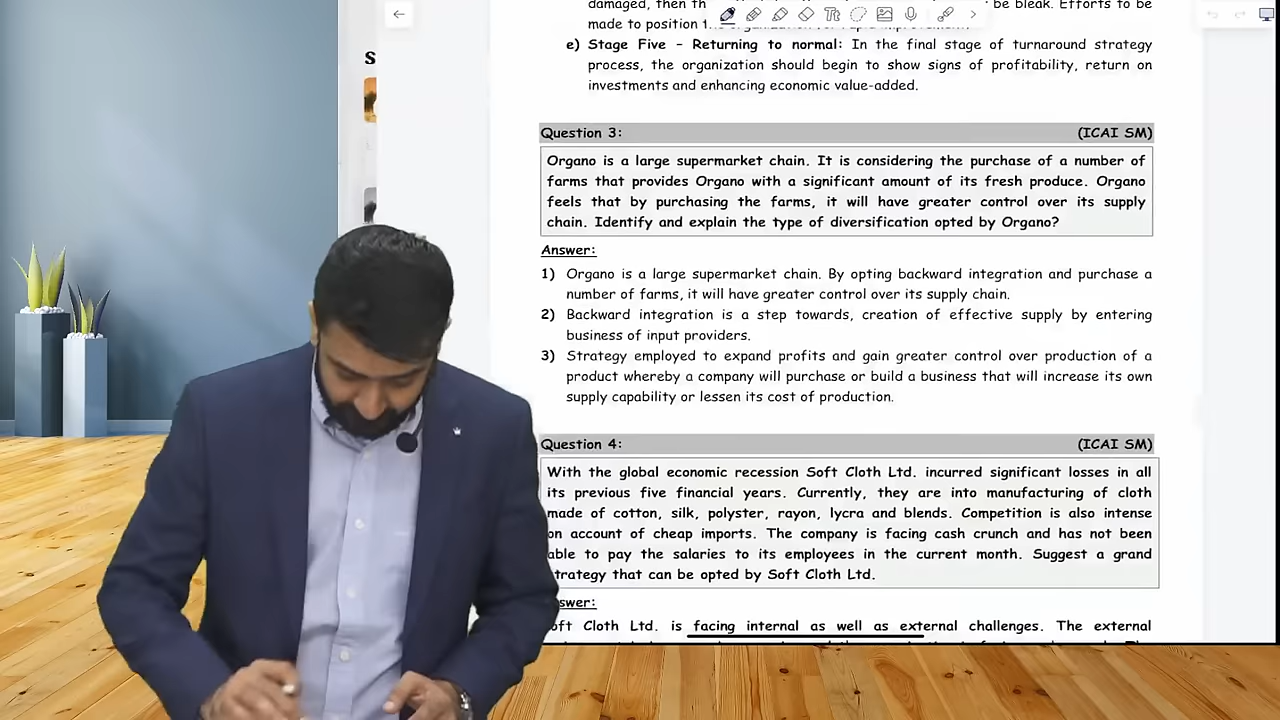 S
damaged, then th be bleak. Efforts to be
made to position
e) Stage Five – Returning to normal: In the final stage of turnaround strategy
process, the organization should begin to show signs of profitability, return on
investments and enhancing economic value-added.
Question 3: (ICAI SM)
Organo is a large supermarket chain. It is considering the purchase of a number of
farms that provides Organo with a significant amount of its fresh produce. Organo
feels that by purchasing the farms, it will have greater control over its supply
chain. Identify and explain the type of diversification opted by Organo?
Answer:
1) Organo is a large supermarket chain. By opting backward integration and purchase a
number of farms, it will have greater control over its supply chain.
2) Backward integration is a step towards, creation of effective supply by entering
business of input providers.
3) Strategy employed to expand profits and gain greater control over production of a
product whereby a company will purchase or build a business that will increase its own
supply capability or lessen its cost of production.
Question 4: (ICAI SM)
With the global economic recession Soft Cloth Ltd. incurred significant losses in all
its previous five financial years. Currently, they are into manufacturing of cloth
made of cotton, silk, polyster, rayon, lycra and blends. Competition is also intense
on account of cheap imports. The company is facing cash crunch and has not been
able to pay the salaries to its employees in the current month. Suggest a grand
trategy that can be opted by Soft Cloth Ltd.
swer:
oft Cloth Ltd. is facing internal as well as external challenges. The external